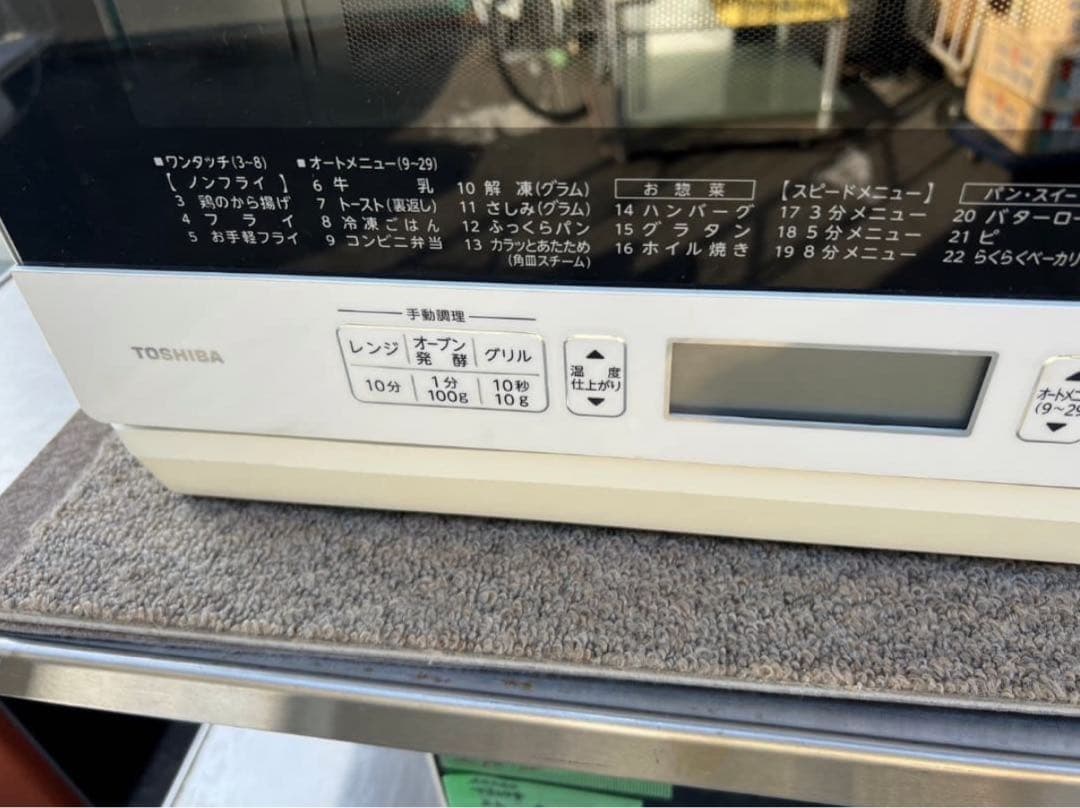 ■ワンタッチ(3~8)
【ノンフライ】
3 鶏のから揚げ
4 フライ
5 お手軽フライ
■オートメニュー(9~29)
6 牛乳
7 トースト(裏返し)
8 冷凍ごはん
9 コンビニ弁当
10 解凍(グラム)
11 さしみ(グラム)
12 ふっくらパン
13 カラッとあたため
(角皿スチーム)
お惣菜
14 ハンバーグ
15 グラタン
16 ホイル焼き
【スピードメニュー】
17 3分メニュー
18 5分メニュー
19 8分メニュー
パン・スイー
20 バターロー
21 ピ
22 らくらくベーカリ
TOSHIBA
手動調理
レンジ
オーブン
発酵
グリル
10分
1分
100g
10秒
10g
▲
温度
仕上がり
▼
▲
オートメニ
(9~29
▼